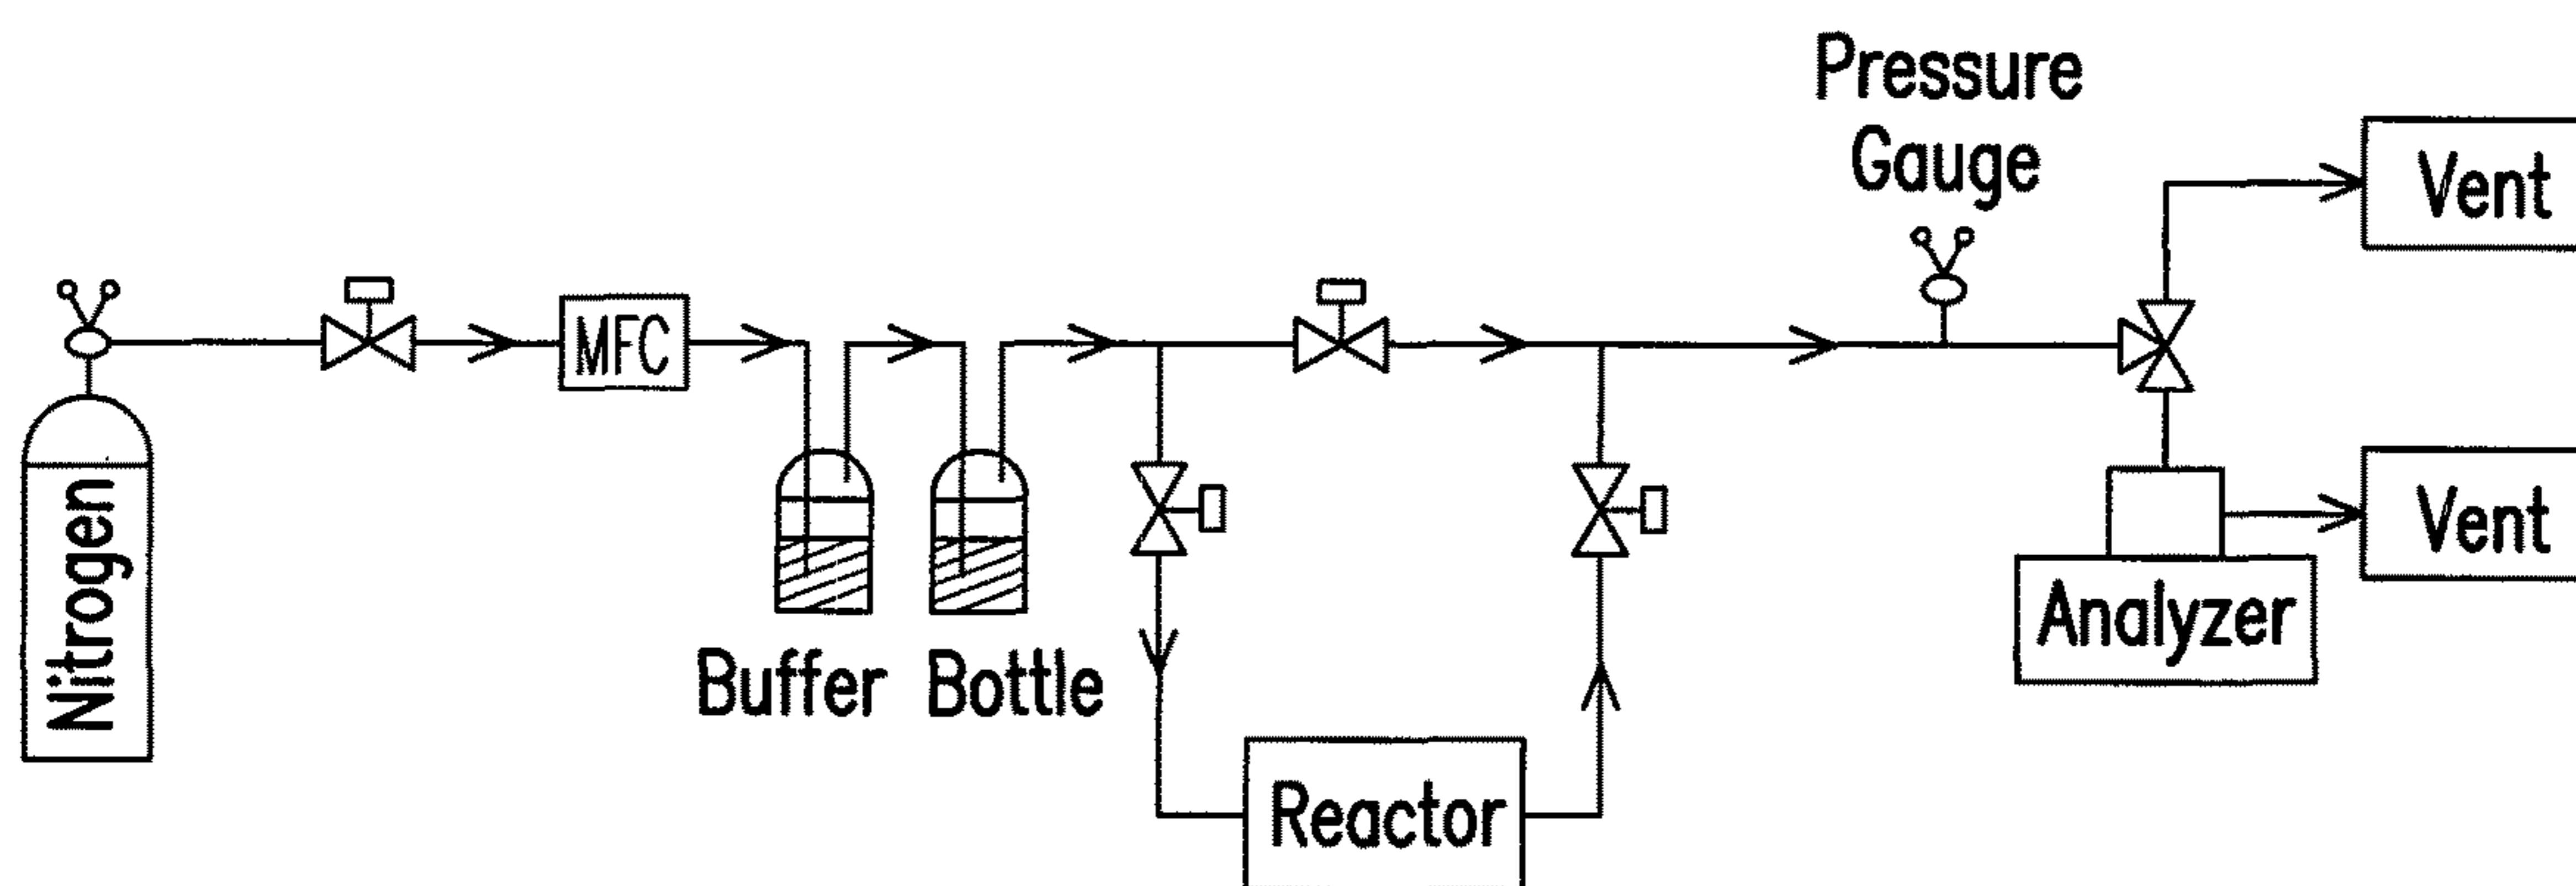 Pressure
Gauge
Vent
MFC
Nitrogen
Vent
Buffer Bottle
Analyzer
Reactor